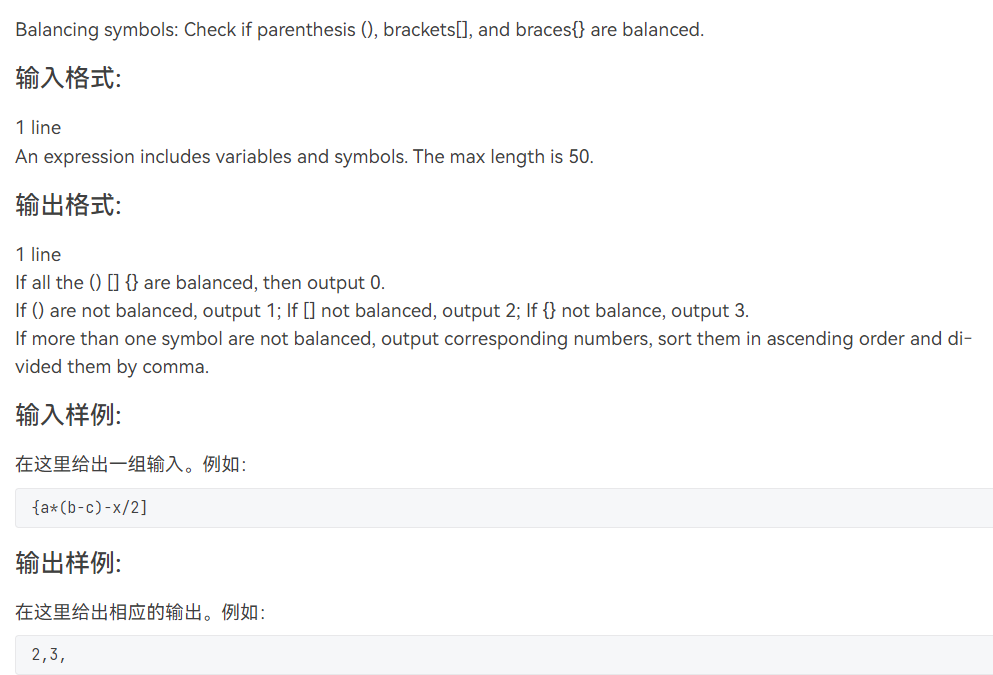 Balancing symbols: Check if parenthesis (), brackets[], and braces{} are balanced.
输入格式:
1 line
An expression includes variables and symbols. The max length is 50.
输出格式:
1 line
If all the () [] {} are balanced, then output 0.
If () are not balanced, output 1; If [] not balanced, output 2; If {} not balance, output 3.
If more than one symbol are not balanced, output corresponding numbers, sort them in ascending order and di-
vided them by comma.
输入样例:
在这里给出一组输入。例如：
{a*(b-c)-x/2]
输出样例:
在这里给出相应的输出。例如：
2,3,